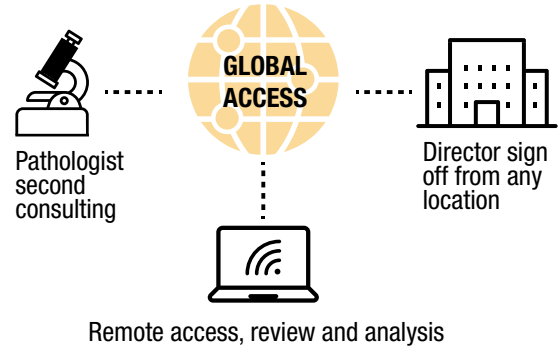 GLOBAL
ACCESS
Pathologist
second
consulting
Director sign
off from any
location
Remote access, review and analysis